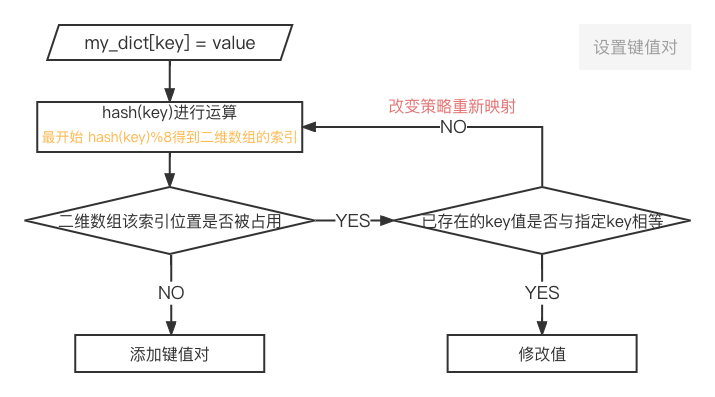 my_dict[key] = value
设置键值对
hash(key)进行运算
最开始 hash(key)%8得到二维数组的索引
改变策略重新映射
NO
二维数组该索引位置是否被占用
YES
已存在的key值是否与指定key相等
NO
YES
添加键值对
修改值